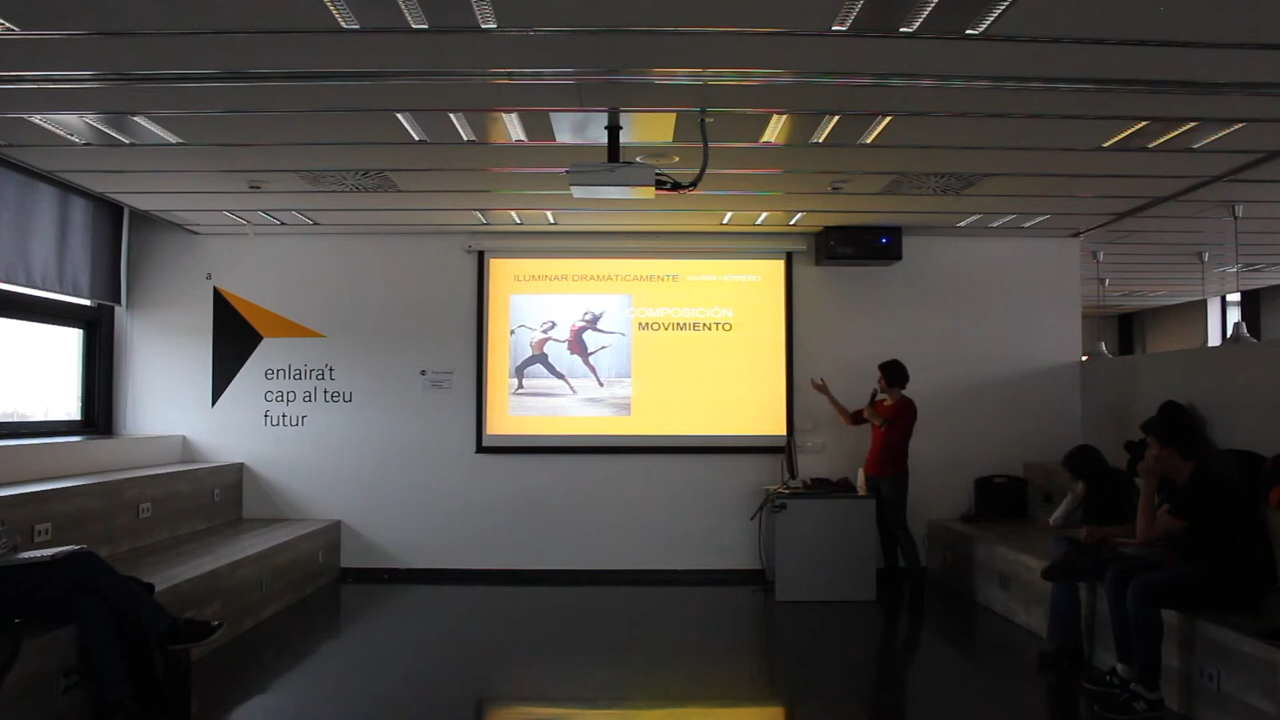 a
enlaira't
cap al teu
futur
ILUMINAR DRAMÁTICAMENTE
COMPOSICIÓN
MOVIMIENTO